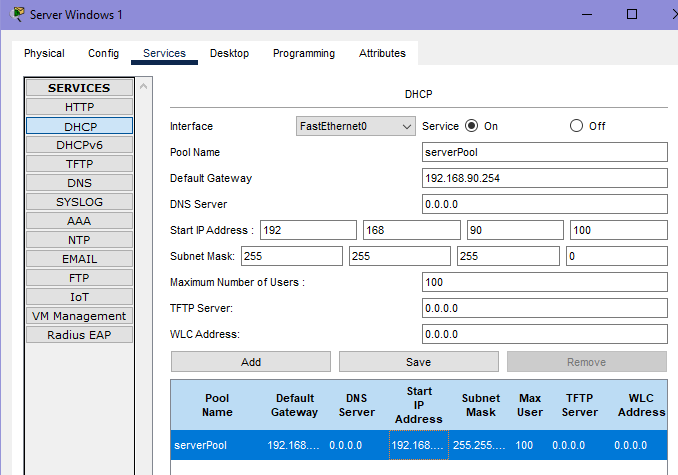 Server Windows 1
Physical Config Services Desktop Programming Attributes
SERVICES
HTTP
DHCP
DHCPv6
TFTP
DNS
SYSLOG
AAA
NTP
EMAIL
FTP
IoT
VM Management
Radius EAP
DHCP
Interface FastEthernet0 Service On Off
Pool Name serverPool
Default Gateway 192.168.90.254
DNS Server 0.0.0.0
Start IP Address : 192 168 90 100
Subnet Mask: 255 255 255 0
Maximum Number of Users : 100
TFTP Server: 0.0.0.0
WLC Address: 0.0.0.0
Add Save Remove
Pool Name Default Gateway DNS Server Start IP Address Subnet Mask Max User TFTP Server WLC Address
serverPool 192.168.... 0.0.0.0 192.168.... 255.255.... 100 0.0.0.0 0.0.0.0